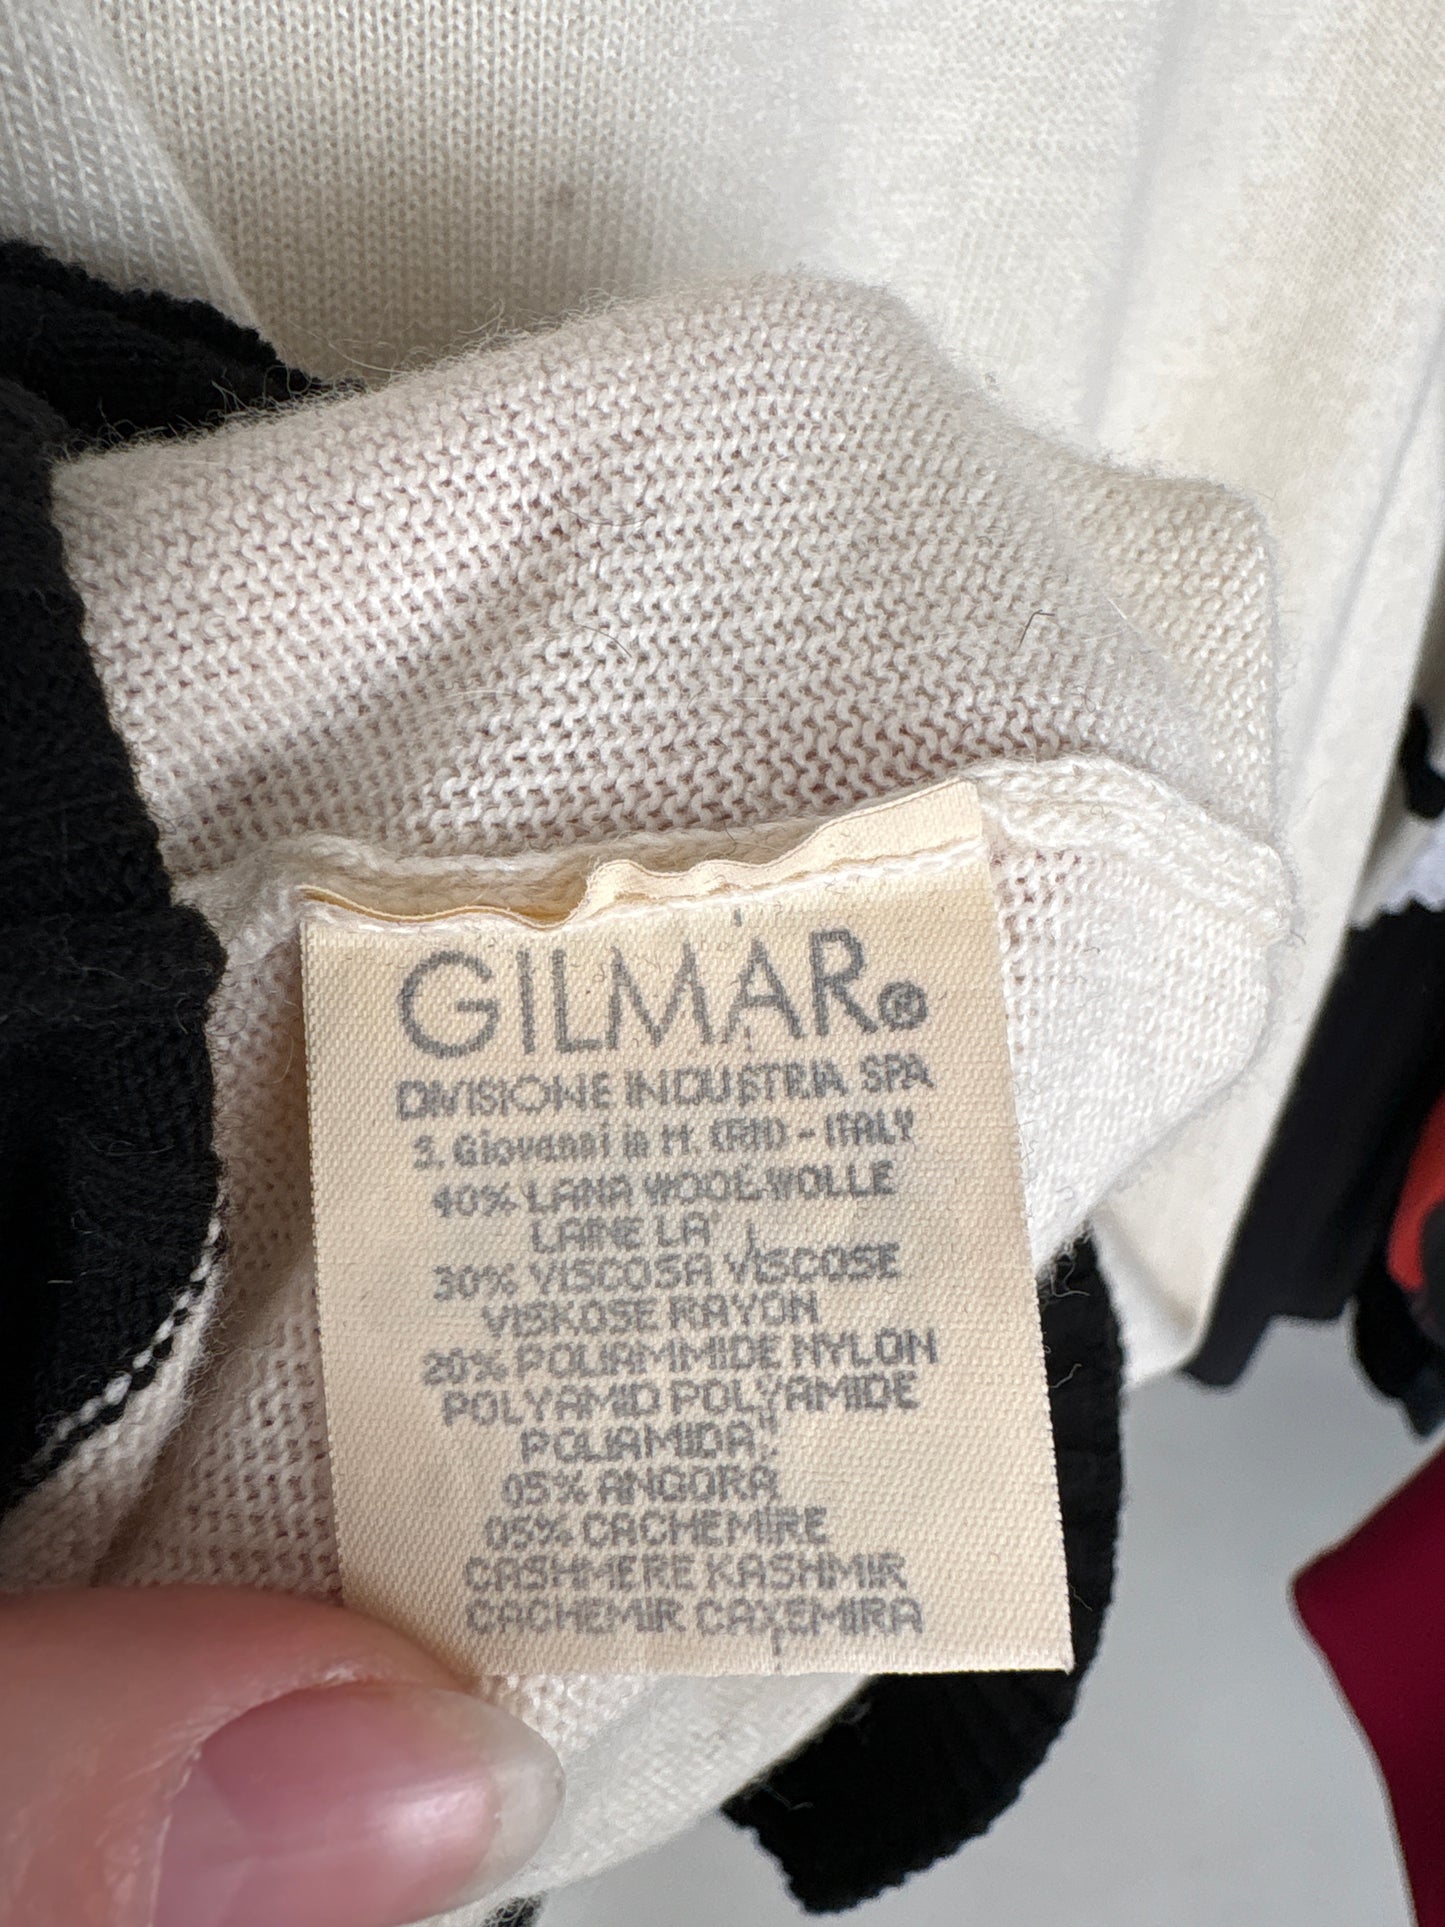 GILMAR®
DIVISIONE INDUSTRIA SPA
S. Giovanni in M. (RN) - ITALY
40% LANA WOOL WOLLE
LAINE LA'
30% VISCOSA VISCOSE
VISKOSE RAYON
20% POLIAMMIDE NYLON
POLYAMID POLYAMIDE
POLIAMIDA
05% ANGORA
05% CACHEMIRE
CASHMERE KASHMIR
CACHEMIR CAXEMIRA